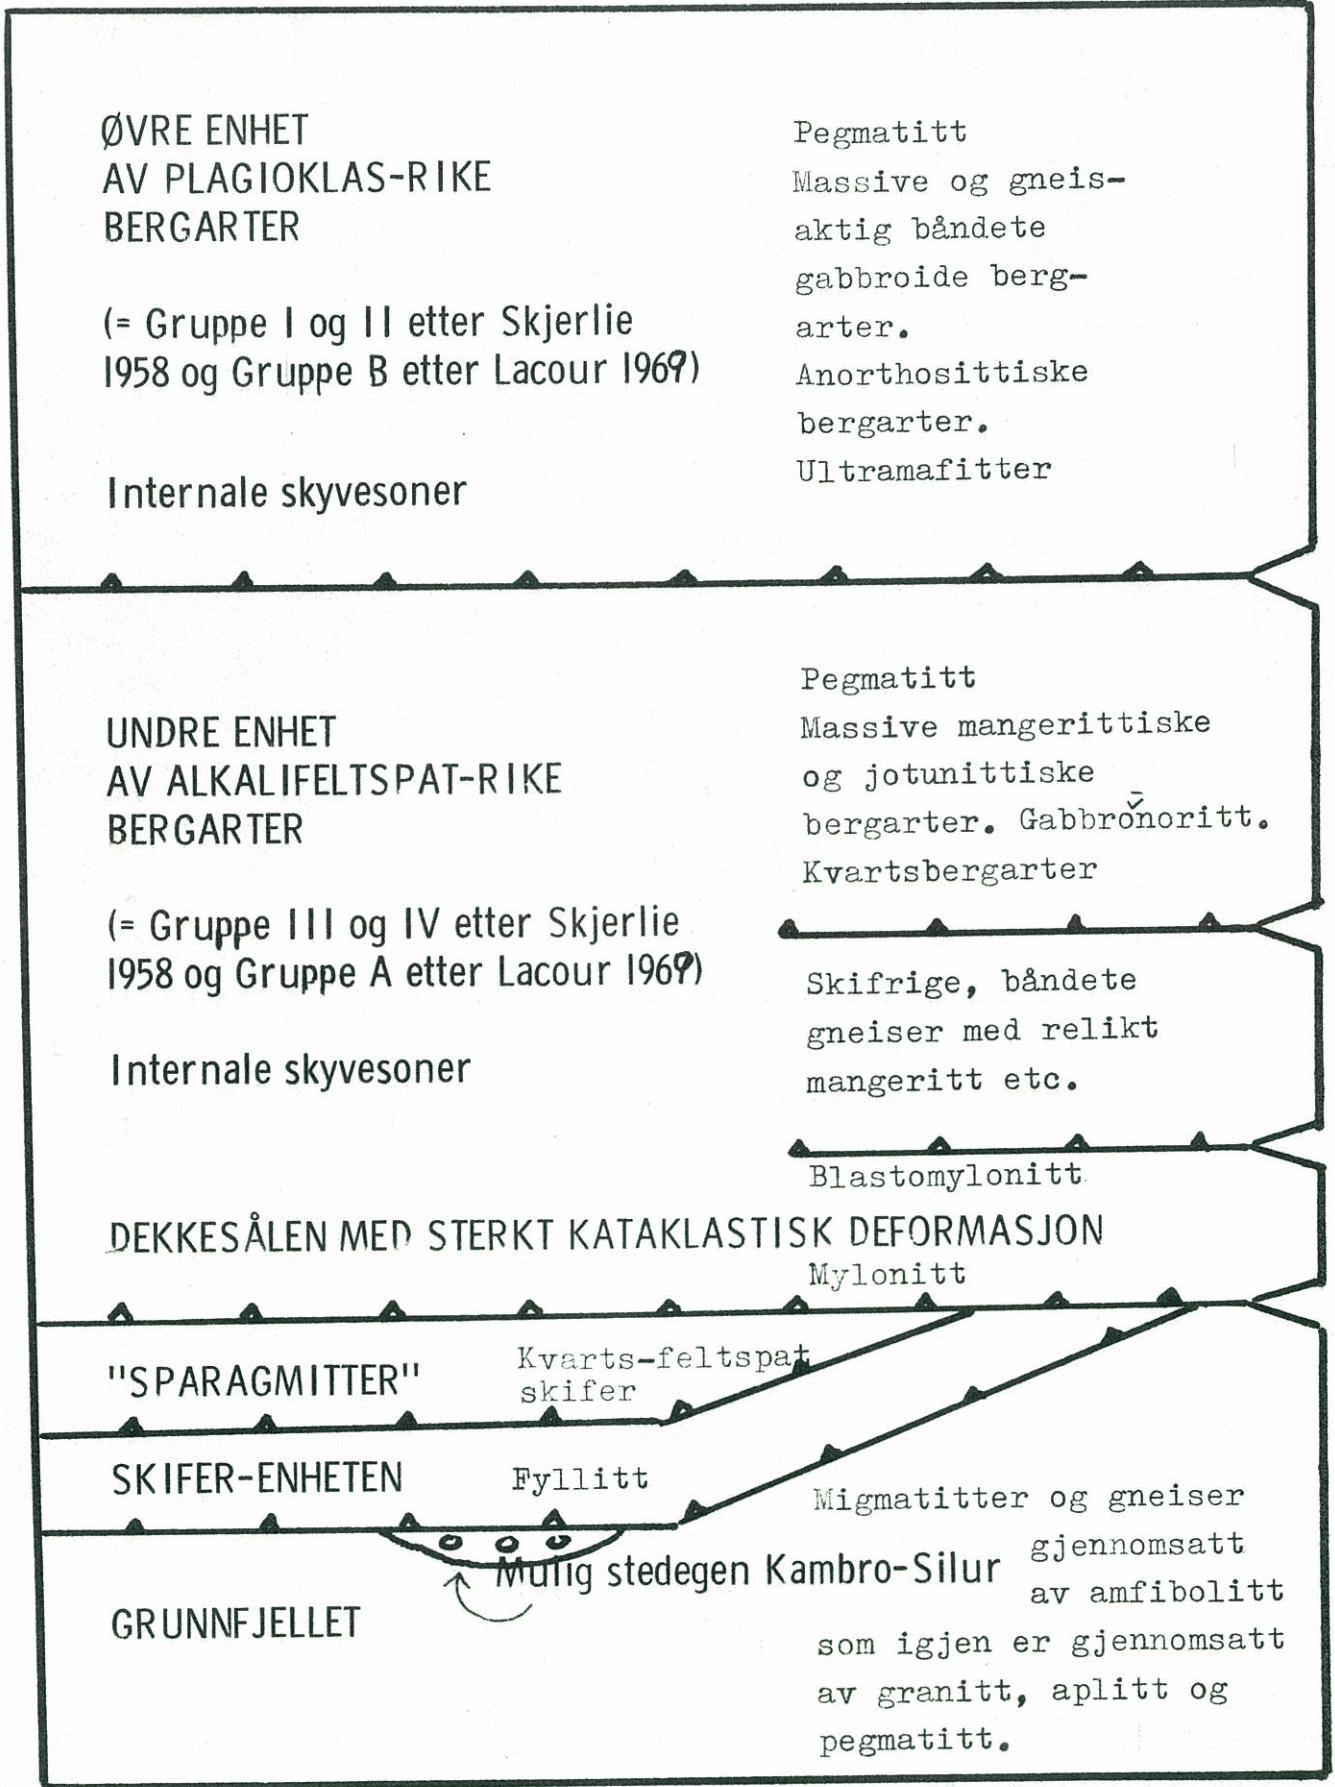 ØVRE ENHET
AV PLAGIOKLAS-RIKE
BERGARTER
(= Gruppe I og II etter Skjerlie
1958 og Gruppe B etter Lacour 1969)
Internale skyvesoner
Pegmatitt
Massive og gneis-
aktig båndete
gabbroide berg-
arter.
Anorthosittiske
bergarter.
Ultramafitter
UNDRE ENHET
AV ALKALIFELTSPAT-RIKE
BERGARTER
(= Gruppe III og IV etter Skjerlie
1958 og Gruppe A etter Lacour 1969)
Internale skyvesoner
Pegmatitt
Massive mangerittiske
og jotunittiske
bergarter. Gabbro-noritt.
Kvartsbergarter
Skifrige, båndete
gneiser med relikt
mangeritt etc.
Blastomylonitt
DEKKESÅLEN MED STERKT KATAKLASTISK DEFORMASJON
Mylonitt
"SPARAGMITTER"
Kvarts-feltspat
skifer
SKIFER-ENHETEN
Fyllitt
Mulig stedegen Kambro-Silur
GRUNNFJELLET
Migmatitter og gneiser
gjennomsatt
av amfibolitt
som igjen er gjennomsatt
av granitt, aplitt og
pegmatitt.